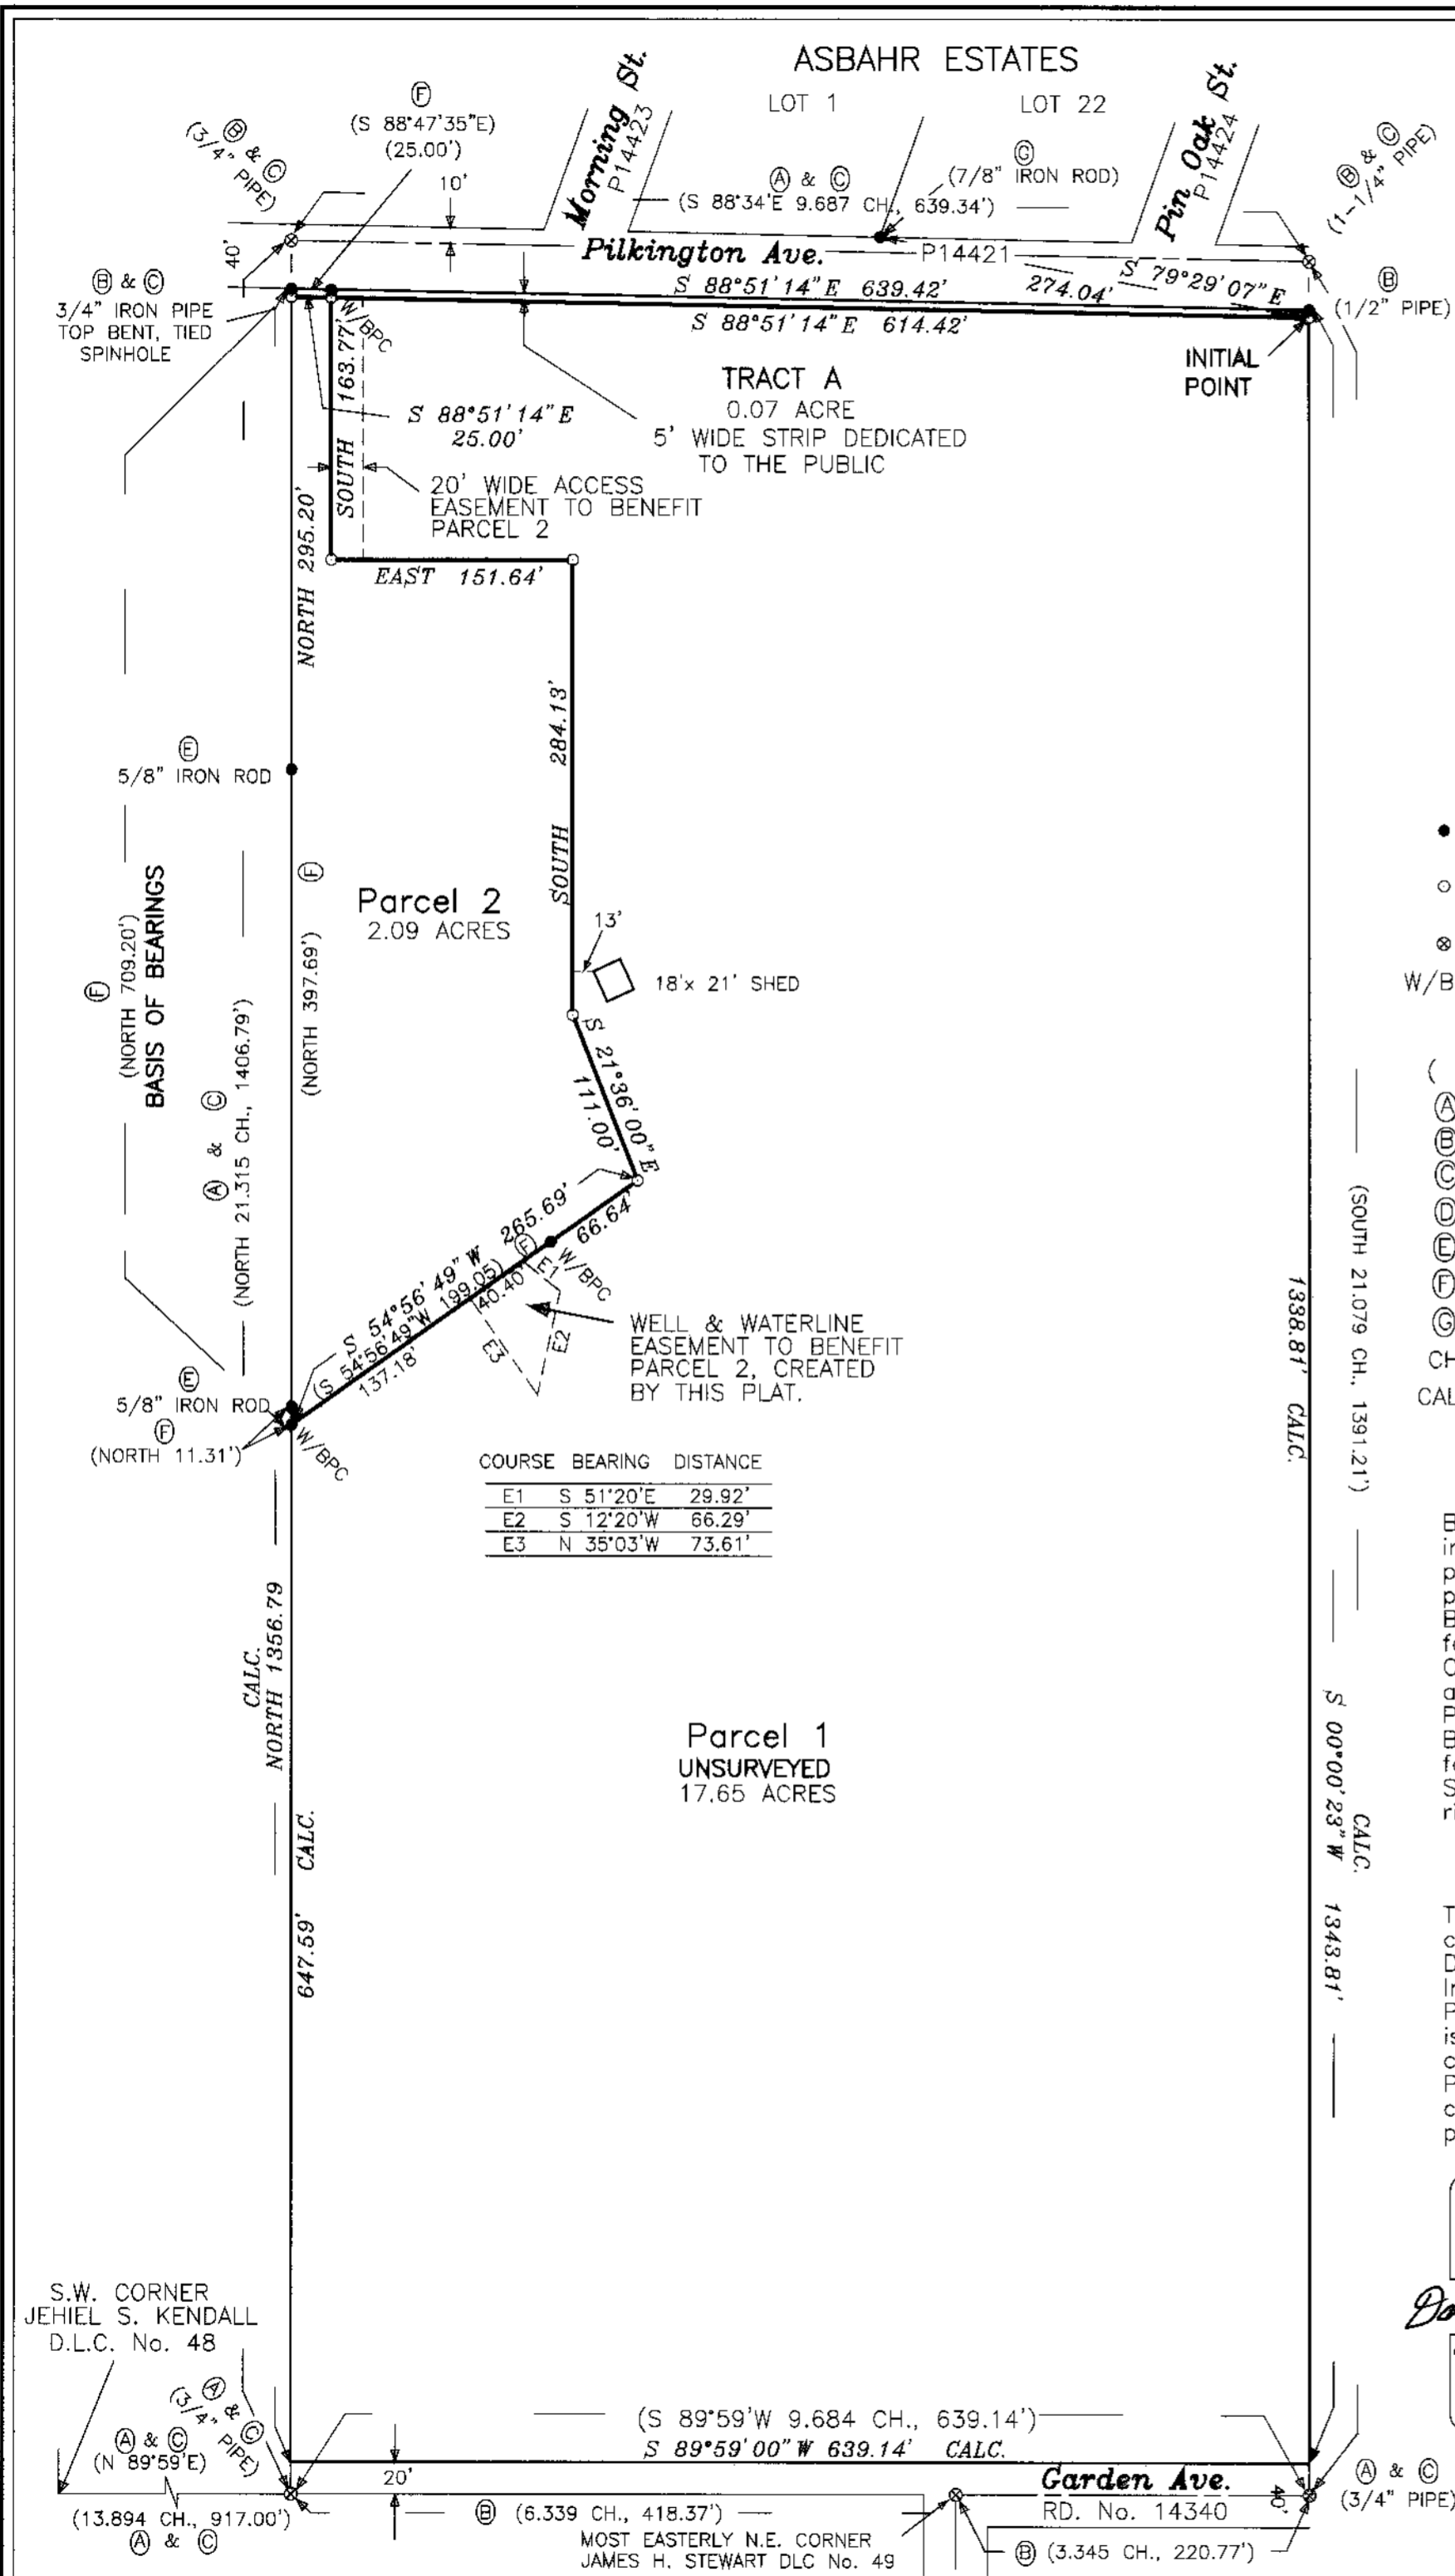 ASBAHR ESTATES
LOT 1
LOT 22
Morning St.
P14423
Pin Oak St.
P14424
Ⓕ
(S 88°47'35"E)
(25.00')
Ⓑ & Ⓒ
(3/4" PIPE)
10'
40'
Ⓐ & Ⓒ
(S 88°34'E 9.687 CH., 639.34')
Ⓖ
(7/8" IRON ROD)
Ⓑ & Ⓒ
(1-1/4" PIPE)
Pilkington Ave.
P14421
Ⓑ & Ⓒ
3/4" IRON PIPE
TOP BENT, TIED
SPINHOLE
S 88°51'14"E 639.42'
274.04'
S 79°29'07"E
Ⓑ
(1/2" PIPE)
S 88°51'14"E 614.42'
W/BPC
INITIAL
POINT
SOUTH 163.77'
S 88°51'14"E
25.00'
TRACT A
0.07 ACRE
5' WIDE STRIP DEDICATED
TO THE PUBLIC
20' WIDE ACCESS
EASEMENT TO BENEFIT
PARCEL 2
NORTH 295.20'
EAST 151.64'
SOUTH 284.13'
Ⓔ
5/8" IRON ROD
Ⓕ
(NORTH 709.20')
BASIS OF BEARINGS
Ⓐ & Ⓒ
(NORTH 21.315 CH., 1406.79')
(NORTH 397.69') Ⓕ
Parcel 2
2.09 ACRES
13'
18'x 21' SHED
S 21°36'00"E
111.00'
S 54°56'49"W 265.69'
(S 54°56'49"W 199.05') Ⓕ
137.18'
40.40'
66.64'
W/BPC
E1
E2
E3
WELL & WATERLINE
EASEMENT TO BENEFIT
PARCEL 2, CREATED
BY THIS PLAT.
Ⓔ
5/8" IRON ROD
Ⓕ
(NORTH 11.31')
W/BPC
COURSE BEARING DISTANCE
E1 S 51°20'E 29.92'
E2 S 12°20'W 66.29'
E3 N 35°03'W 73.61'
1338.81' CALC.
(SOUTH 21.079 CH., 1391.21')
CALC.
S 00°00'23"W 1343.81'
CALC.
NORTH 1356.79
647.59' CALC.
Parcel 1
UNSURVEYED
17.65 ACRES
W/B
(
Ⓐ
Ⓑ
Ⓒ
Ⓓ
Ⓔ
Ⓕ
Ⓖ
CH
CAL
S.W. CORNER
JEHIEL S. KENDALL
D.L.C. No. 48
Ⓐ & Ⓒ
(3/4" PIPE)
Ⓐ & Ⓒ
(N 89°59'E)
(13.894 CH., 917.00')
Ⓐ & Ⓒ
(S 89°59'W 9.684 CH., 639.14')
S 89°59'00"W 639.14' CALC.
20'
Garden Ave.
RD. No. 14340
40'
Ⓐ & Ⓒ
(3/4" PIPE)
Ⓑ (6.339 CH., 418.37')
MOST EASTERLY N.E. CORNER
JAMES H. STEWART DLC No. 49
Ⓑ (3.345 CH., 220.77')